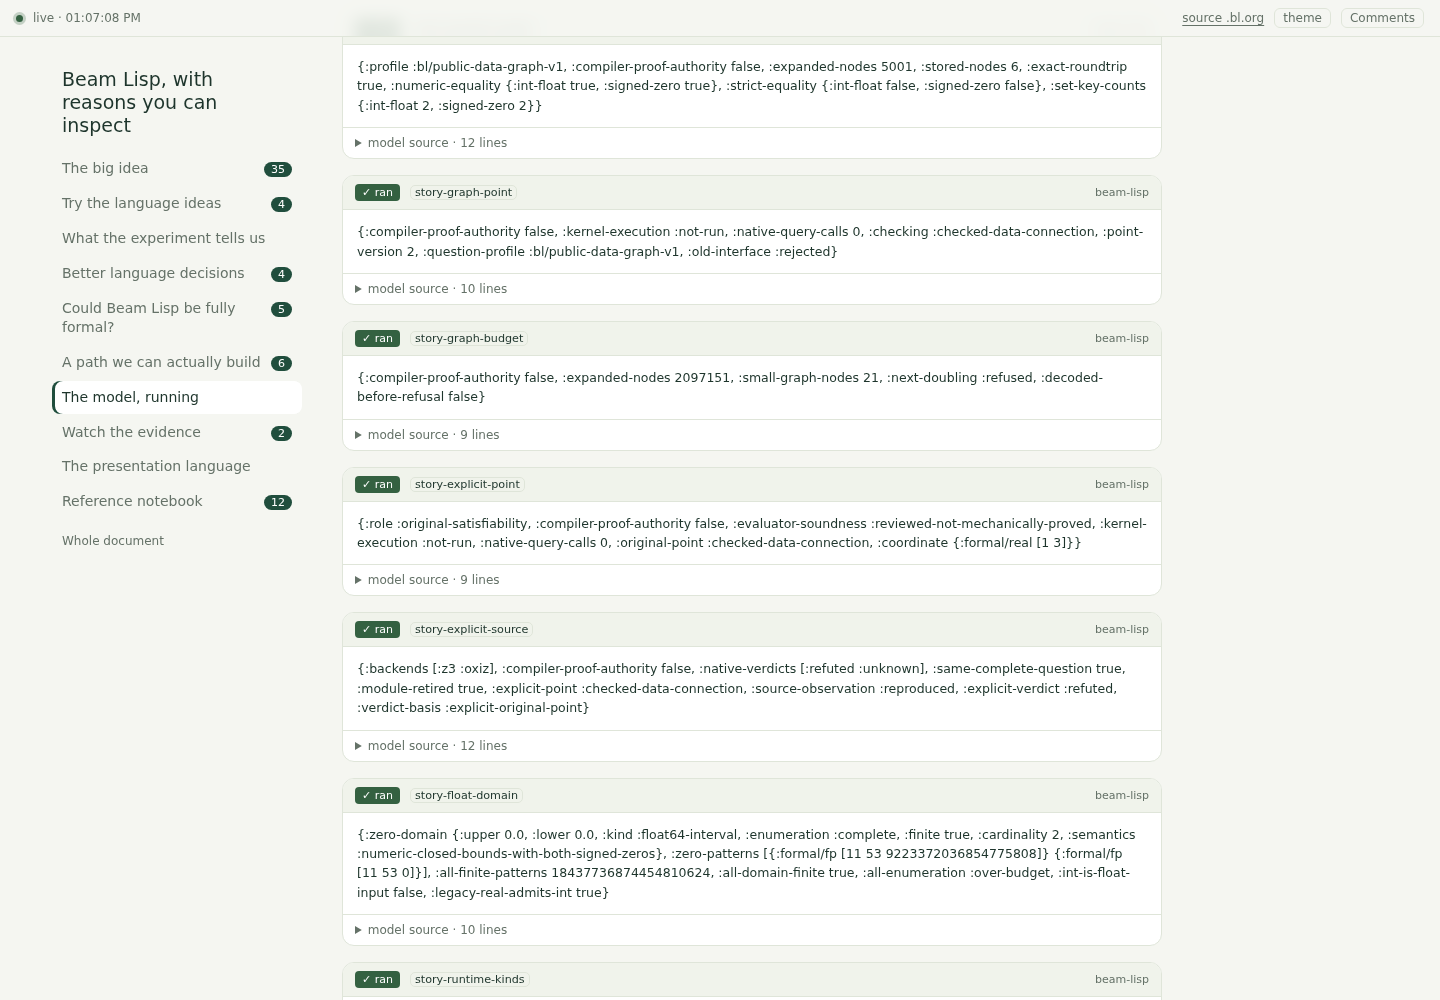 live · 01:07:08 PM
source .bl.org
theme
Comments
Beam Lisp, with
reasons you can
inspect
The big idea
35
Try the language ideas
4
What the experiment tells us
Better language decisions
4
Could Beam Lisp be fully
formal?
5
A path we can actually build
6
The model, running
Watch the evidence
2
The presentation language
Reference notebook
12
Whole document
{:profile :bl/public-data-graph-v1, :compiler-proof-authority false, :expanded-nodes 5001, :stored-nodes 6, :exact-roundtrip
true, :numeric-equality {:int-float true, :signed-zero true}, :strict-equality {:int-float false, :signed-zero false}, :set-key-counts
{:int-float 2, :signed-zero 2}}
▶ model source · 12 lines
✓ ran
story-graph-point
beam-lisp
{:compiler-proof-authority false, :kernel-execution :not-run, :native-query-calls 0, :checking :checked-data-connection, :point-
version 2, :question-profile :bl/public-data-graph-v1, :old-interface :rejected}
▶ model source · 10 lines
✓ ran
story-graph-budget
beam-lisp
{:compiler-proof-authority false, :expanded-nodes 2097151, :small-graph-nodes 21, :next-doubling :refused, :decoded-
before-refusal false}
▶ model source · 9 lines
✓ ran
story-explicit-point
beam-lisp
{:role :original-satisfiability, :compiler-proof-authority false, :evaluator-soundness :reviewed-not-mechanically-proved, :kernel-
execution :not-run, :native-query-calls 0, :original-point :checked-data-connection, :coordinate {:formal/real [1 3]}}
▶ model source · 9 lines
✓ ran
story-explicit-source
beam-lisp
{:backends [:z3 :oxiz], :compiler-proof-authority false, :native-verdicts [:refuted :unknown], :same-complete-question true,
:module-retired true, :explicit-point :checked-data-connection, :source-observation :reproduced, :explicit-verdict :refuted,
:verdict-basis :explicit-original-point}
▶ model source · 12 lines
✓ ran
story-float-domain
beam-lisp
{:zero-domain {:upper 0.0, :lower 0.0, :kind :float64-interval, :enumeration :complete, :finite true, :cardinality 2, :semantics
:numeric-closed-bounds-with-both-signed-zeros}, :zero-patterns [{:formal/fp [11 53 9223372036854775808]} {:formal/fp
[11 53 0]}], :all-finite-patterns 18437736874454810624, :all-domain-finite true, :all-enumeration :over-budget, :int-is-float-
input false, :legacy-real-admits-int true}
▶ model source · 10 lines
✓ ran
story-runtime-kinds
beam-lisp